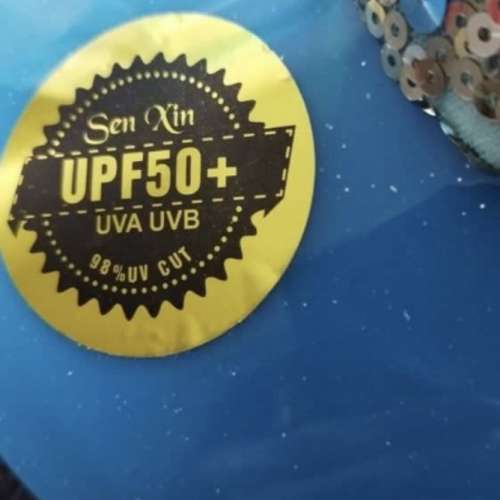 Sen Xin
UPF50+
UVA UVB
98%UV CUT